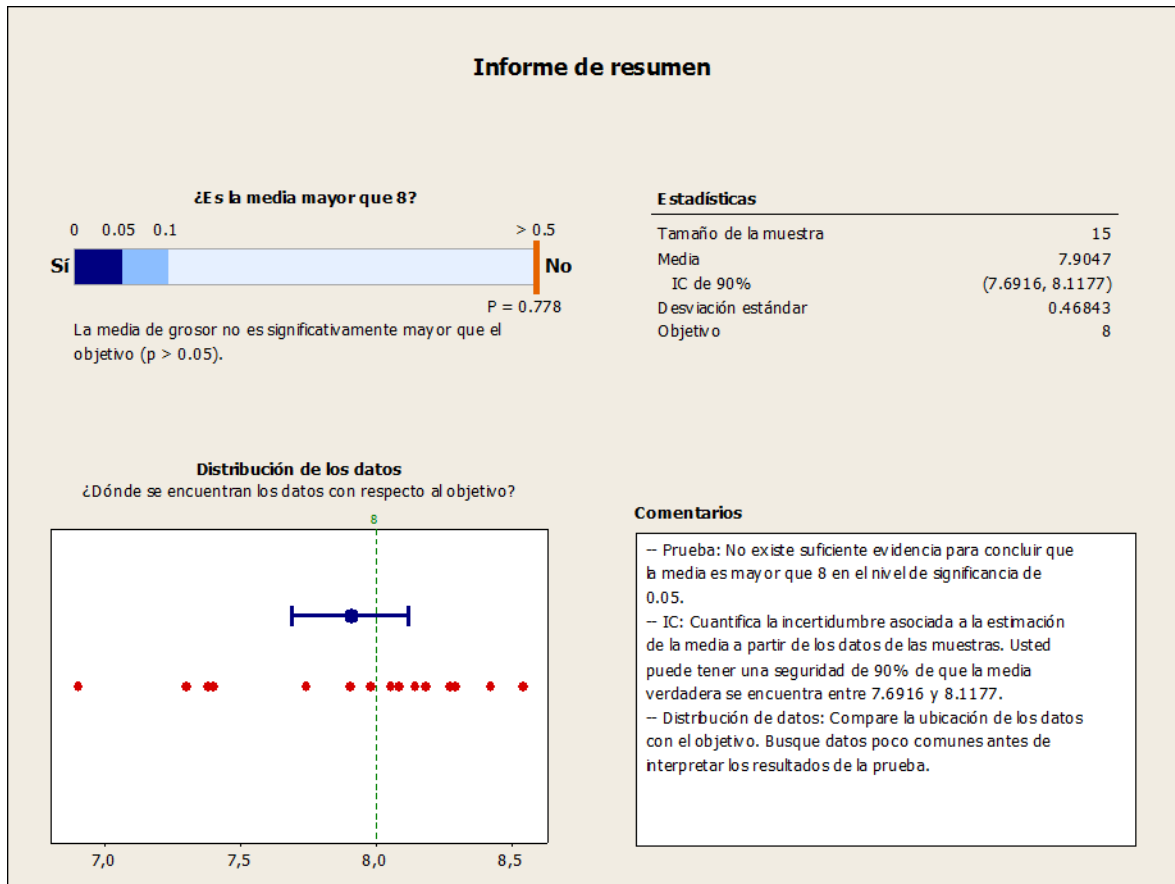 Informe de resumen
¿Es la media mayor que 8?
0 0.05 0.1 > 0.5
Sí No
P = 0.778
La media de grosor no es significativamente mayor que el
objetivo (p > 0.05).
Estadísticas
Tamaño de la muestra 15
Media 7.9047
IC de 90% (7.6916, 8.1177)
Desviación estándar 0.46843
Objetivo 8
Distribución de los datos
¿Dónde se encuentran los datos con respecto al objetivo?
8
7,0 7,5 8,0 8,5
Comentarios
-- Prueba: No existe suficiente evidencia para concluir que
la media es mayor que 8 en el nivel de significancia de
0.05.
-- IC: Cuantifica la incertidumbre asociada a la estimación
de la media a partir de los datos de las muestras. Usted
puede tener una seguridad de 90% de que la media
verdadera se encuentra entre 7.6916 y 8.1177.
-- Distribución de datos: Compare la ubicación de los datos
con el objetivo. Busque datos poco comunes antes de
interpretar los resultados de la prueba.